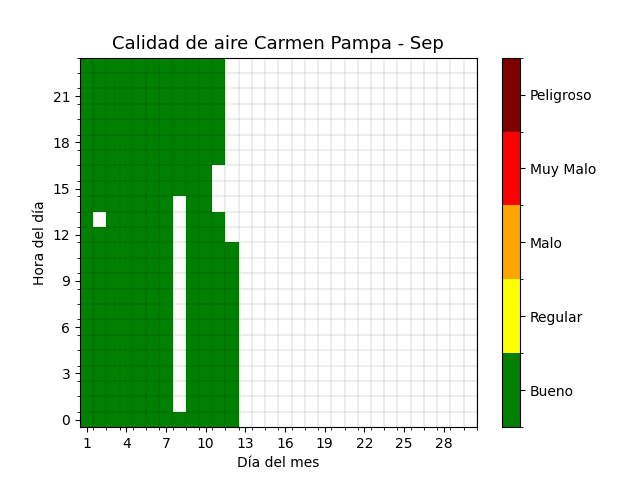 Calidad de aire Carmen Pampa - Sep
Hora del día
21
18
15
12
9
6
3
0
1 4 7 10 13 16 19 22 25 28
Día del mes
Peligroso
Muy Malo
Malo
Regular
Bueno